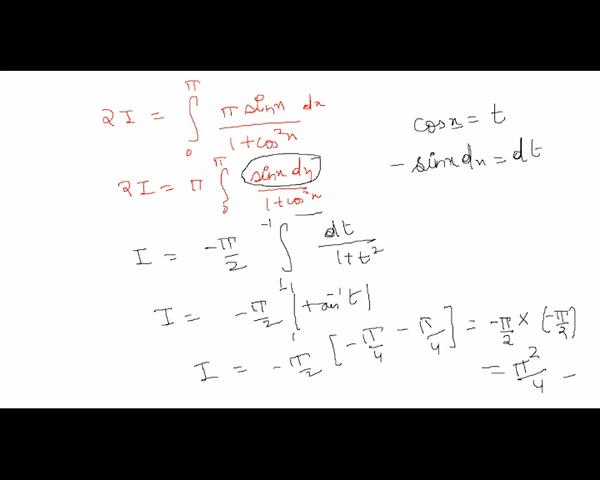 2I = ∫₀^π π sinx dx / 1+cos²x
cosx = t
2I = π ∫₀^π sinx dx / 1+cos²x
- sinx dx = dt
I = -π/2 ∫₁^-1 dt / 1+t²
I = -π/2 |tan⁻¹t|₁^-1
I = -π/2 [-π/4 - π/4] = -π/2 × (-π/2)
= π²/4